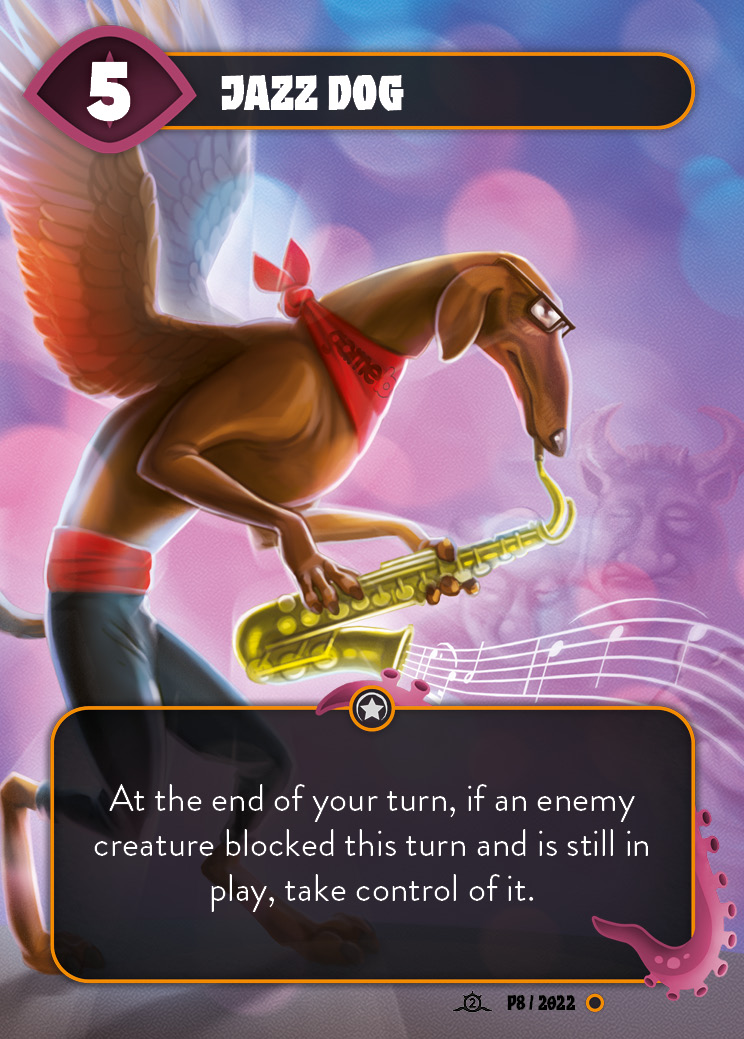 5
JAZZ DOG
At the end of your turn, if an enemy
creature blocked this turn and is still in
play, take control of it.
2 P8 / 2022